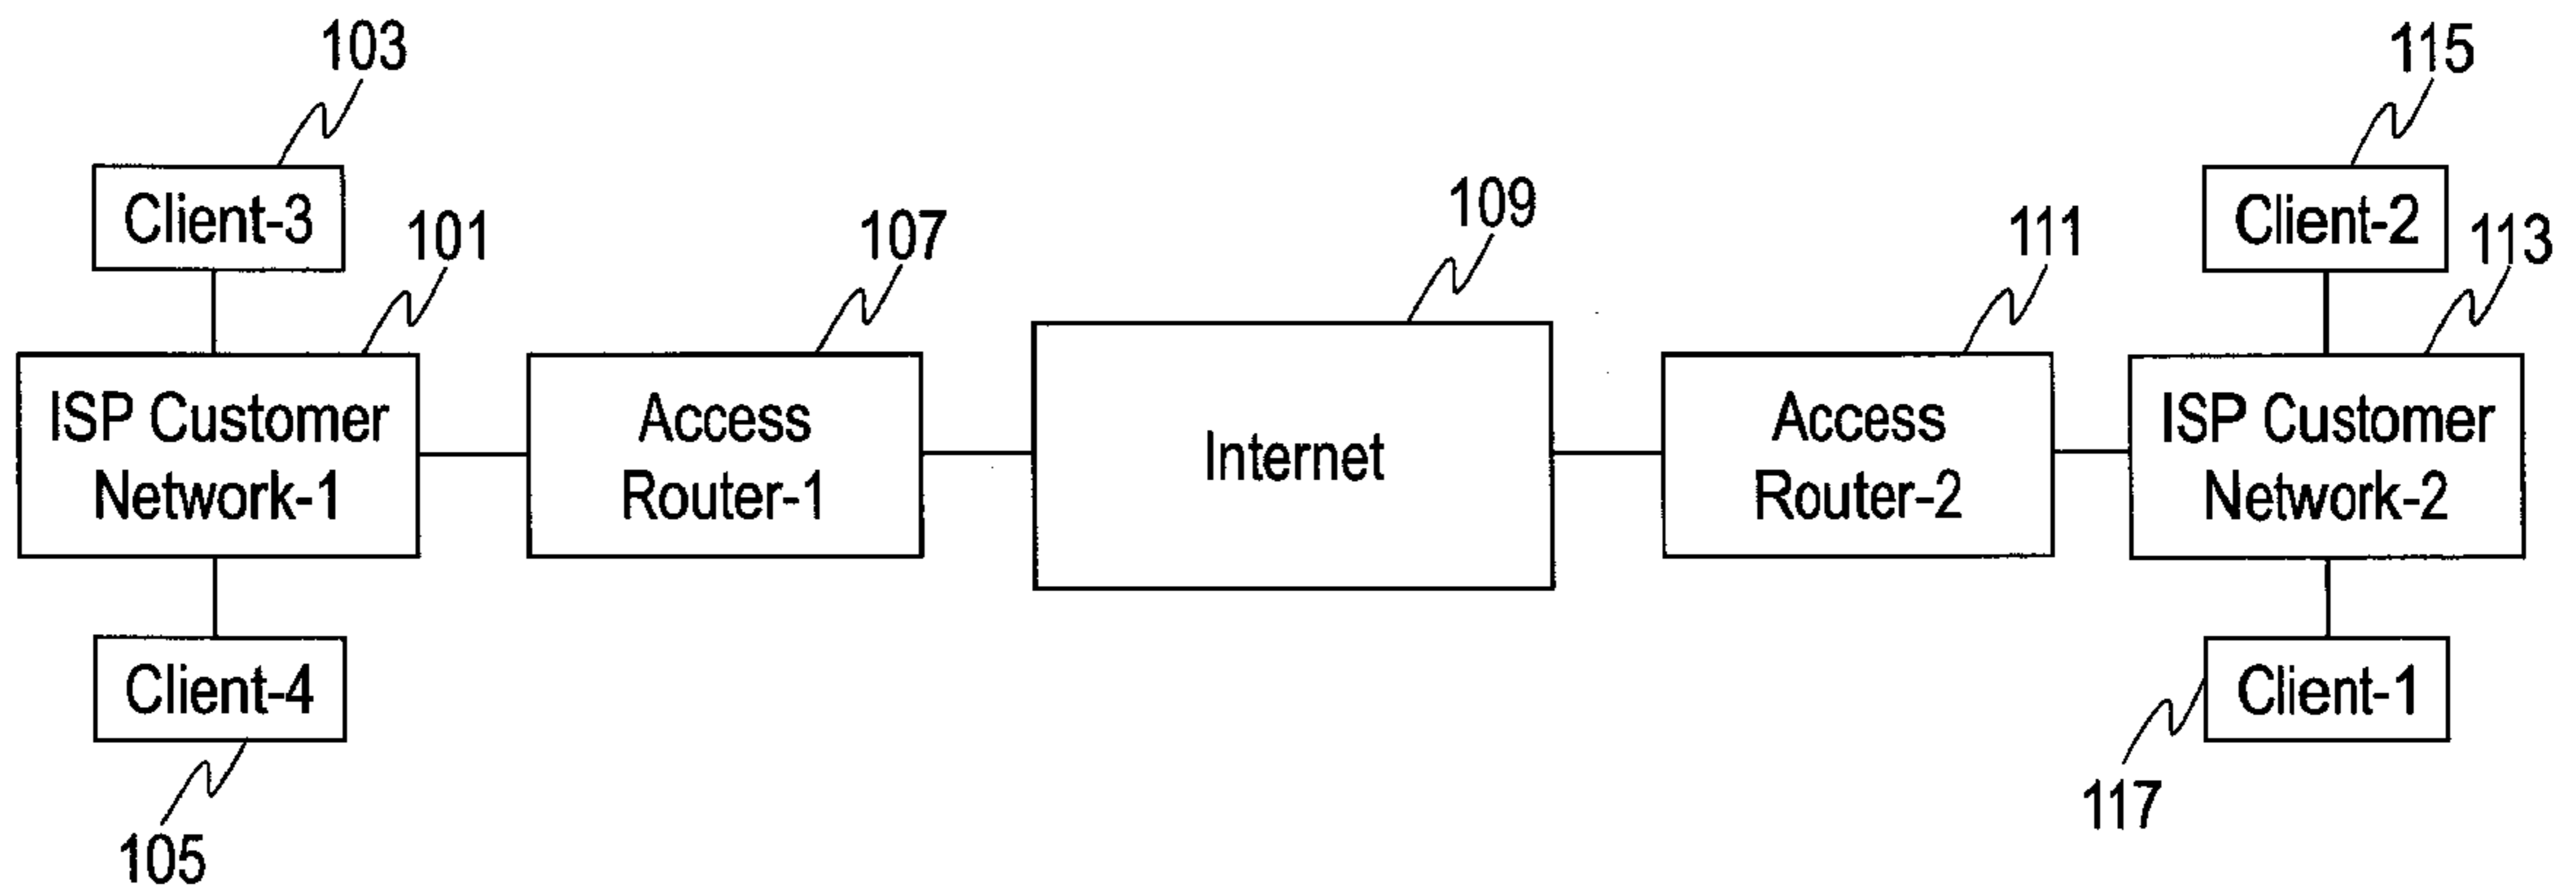 103
115
Client-3
101
107
109
111
Client-2
113
ISP Customer
Network-1
Access
Router-1
Internet
Access
Router-2
ISP Customer
Network-2
Client-4
Client-1
105
117